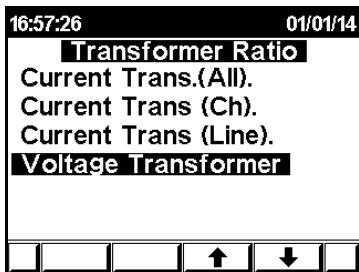 16:57:26 01/01/14
Transformer Ratio
Current Trans.(All).
Current Trans (Ch).
Current Trans (Line).
Voltage Transformer